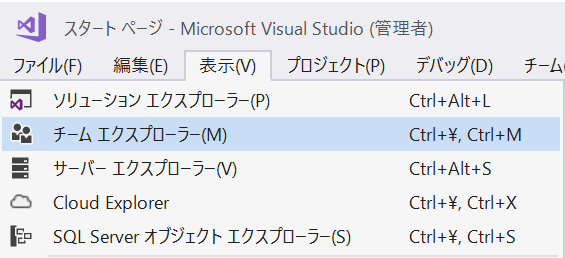 スタート ページ - Microsoft Visual Studio (管理者)
ファイル(F) 編集(E) 表示(V) プロジェクト(P) デバッグ(D) チーム(
ソリューション エクスプローラー(P) Ctrl+Alt+L
チーム エクスプローラー(M) Ctrl+¥, Ctrl+M
サーバー エクスプローラー(V) Ctrl+Alt+S
Cloud Explorer Ctrl+¥, Ctrl+X
SQL Server オブジェクト エクスプローラー(S) Ctrl+¥, Ctrl+S